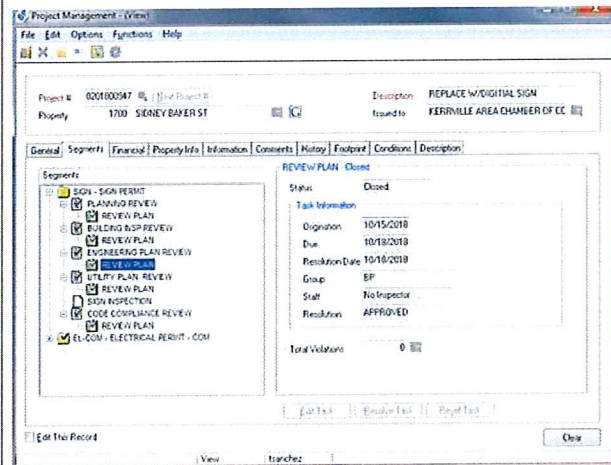 Project Management - (View)
File Edit Options Functions Help
Project # 0201800947 (New Project #)
Description REPLACE W/DIGITIAL SIGN
Property 1700 SIDNEY BAKER ST
Issued to KERRVILLE AREA CHAMBER OF CC
General Segments Financial Property Info Information Comments History Footprint Conditions Description
Segments
SIGN - SIGN PERMIT
PLANNING REVIEW
REVIEW PLAN
BUILDING INSP REVIEW
REVIEW PLAN
ENGINEERING PLAN REVIEW
REVIEW PLAN
UTILITY PLAN REVIEW
REVIEW PLAN
SIGN INSPECTION
CODE COMPLIANCE REVIEW
REVIEW PLAN
EL-COM - ELECTRICAL PERMIT - COM
REVIEW PLAN - Closed
Status Closed
Task Information
Origination 10/15/2018
Due 10/18/2018
Resolution Date 10/18/2018
Group BP
Staff No Inspector
Resolution APPROVED
Total Violations 0
Edit Task Resolve Task Reset Task
Edit This Record
Clear
View tsanchez